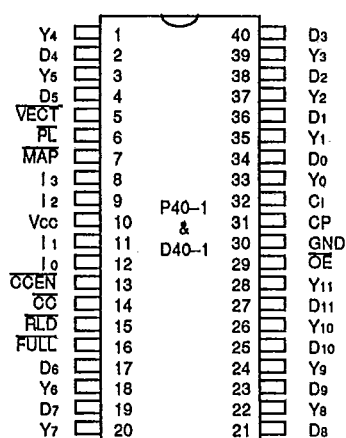 Y4 1 40 D3
D4 2 39 Y3
Y5 3 38 D2
D5 4 37 Y2
VECT 5 36 D1
PL 6 35 Y1
MAP 7 34 D0
I3 8 33 Y0
I2 9 32 CI
Vcc 10 P40-1 31 CP
&
I1 11 D40-1 30 GND
I0 12 29 OE
CCEN 13 28 Y11
CC 14 27 D11
RLD 15 26 Y10
FULL 16 25 D10
D6 17 24 Y9
Y6 18 23 D9
D7 19 22 Y8
Y7 20 21 D8